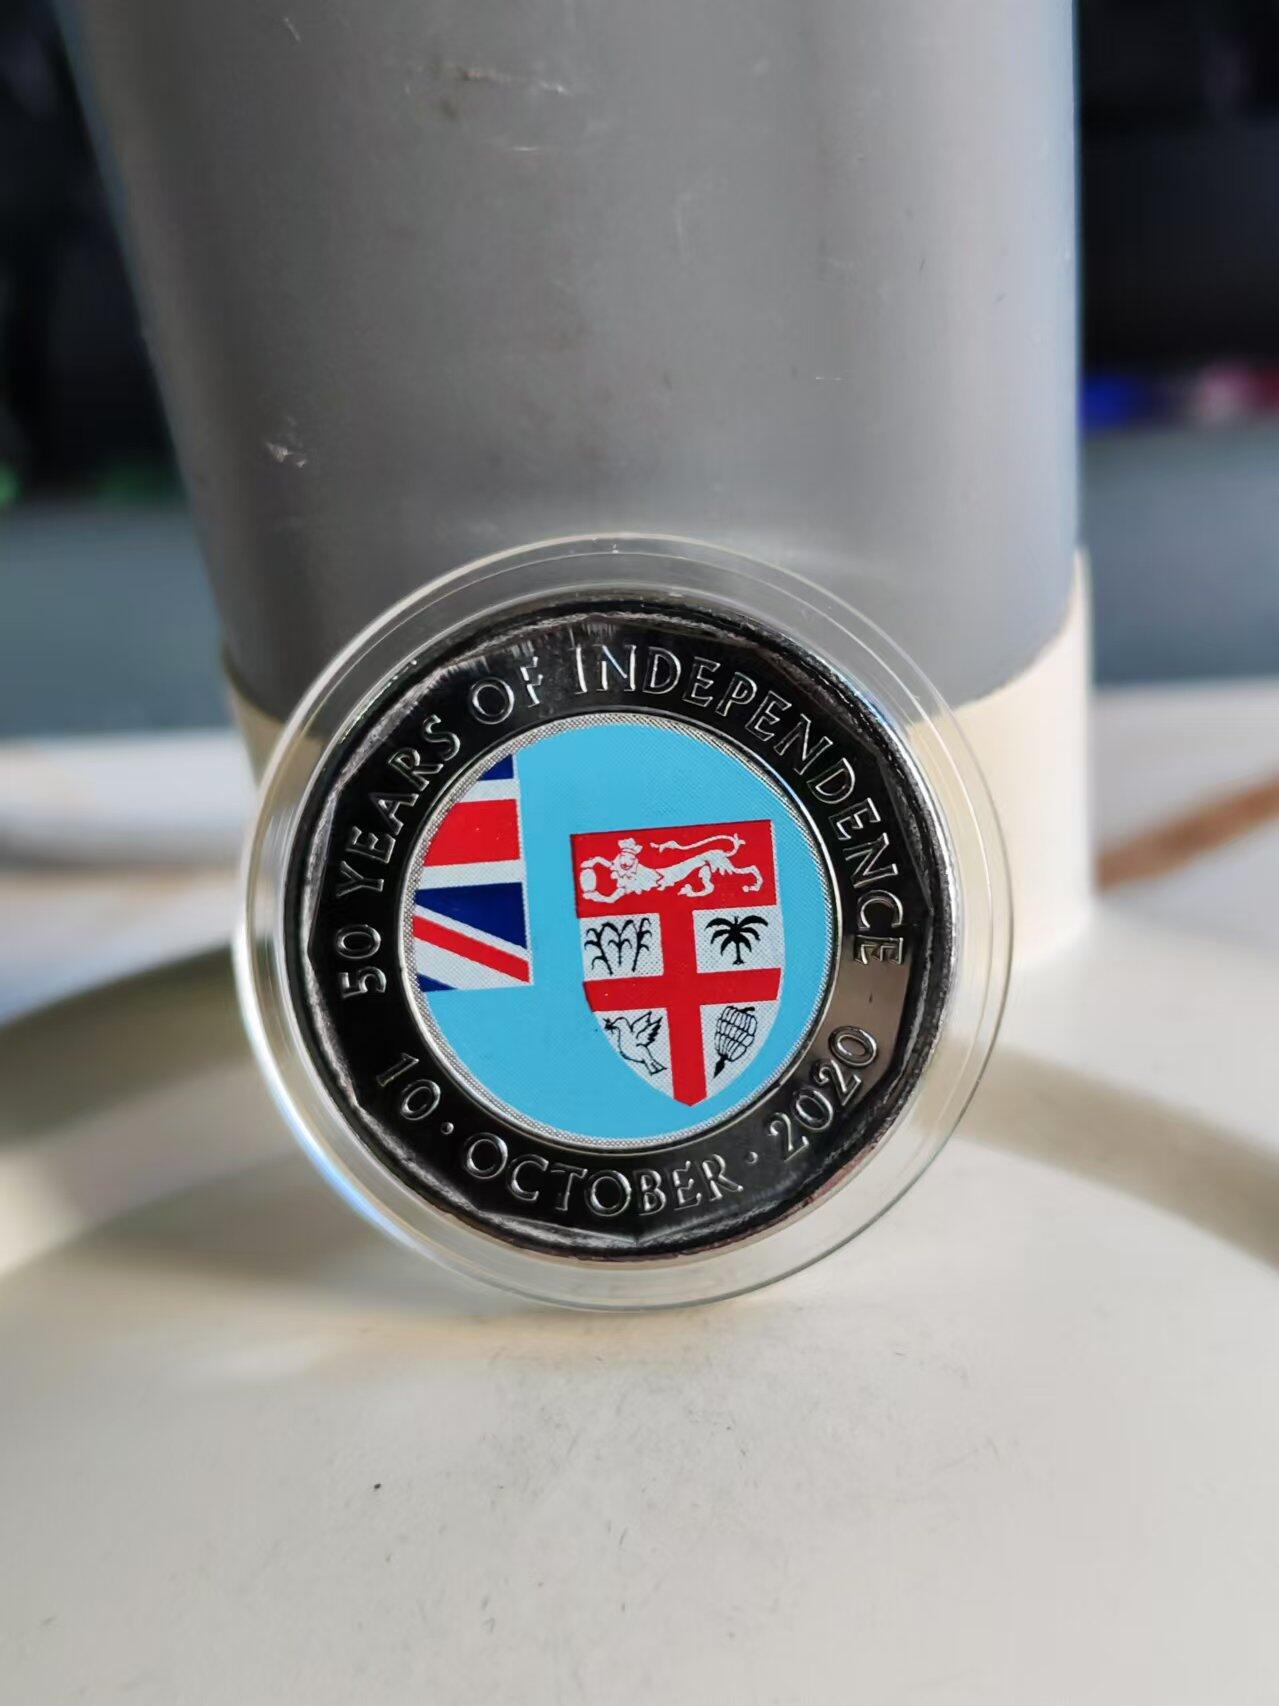 50 YEARS OF INDEPENDENCE
10 · OCTOBER · 2020